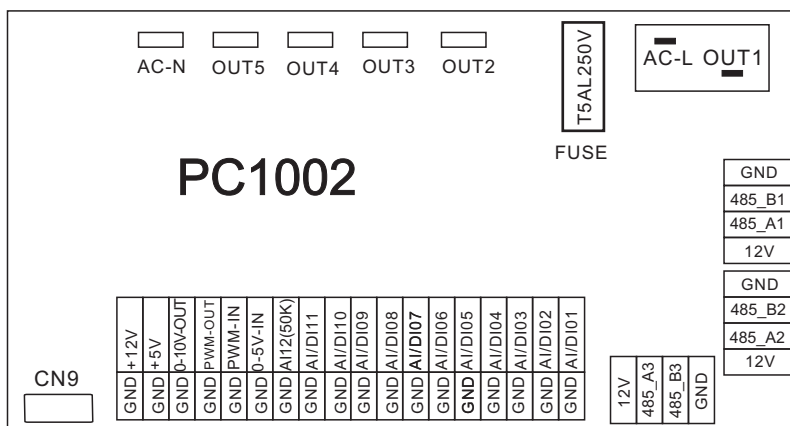 AC-N OUT5 OUT4 OUT3 OUT2
T5AL250V
FUSE
AC-L OUT1
PC1002
GND
485_B1
485_A1
12V
GND
485_B2
485_A2
12V
+12V +5V 0-10V-OUT PWM-OUT PWM-IN 0-5V-IN AI12(50K) AI/DI11 AI/DI10 AI/DI09 AI/DI08 AI/DI07 AI/DI06 AI/DI05 AI/DI04 AI/DI03 AI/DI02 AI/DI01
GND GND GND GND GND GND GND GND GND GND GND GND GND GND GND GND GND GND
CN9
12V 485_A3 485_B3 GND